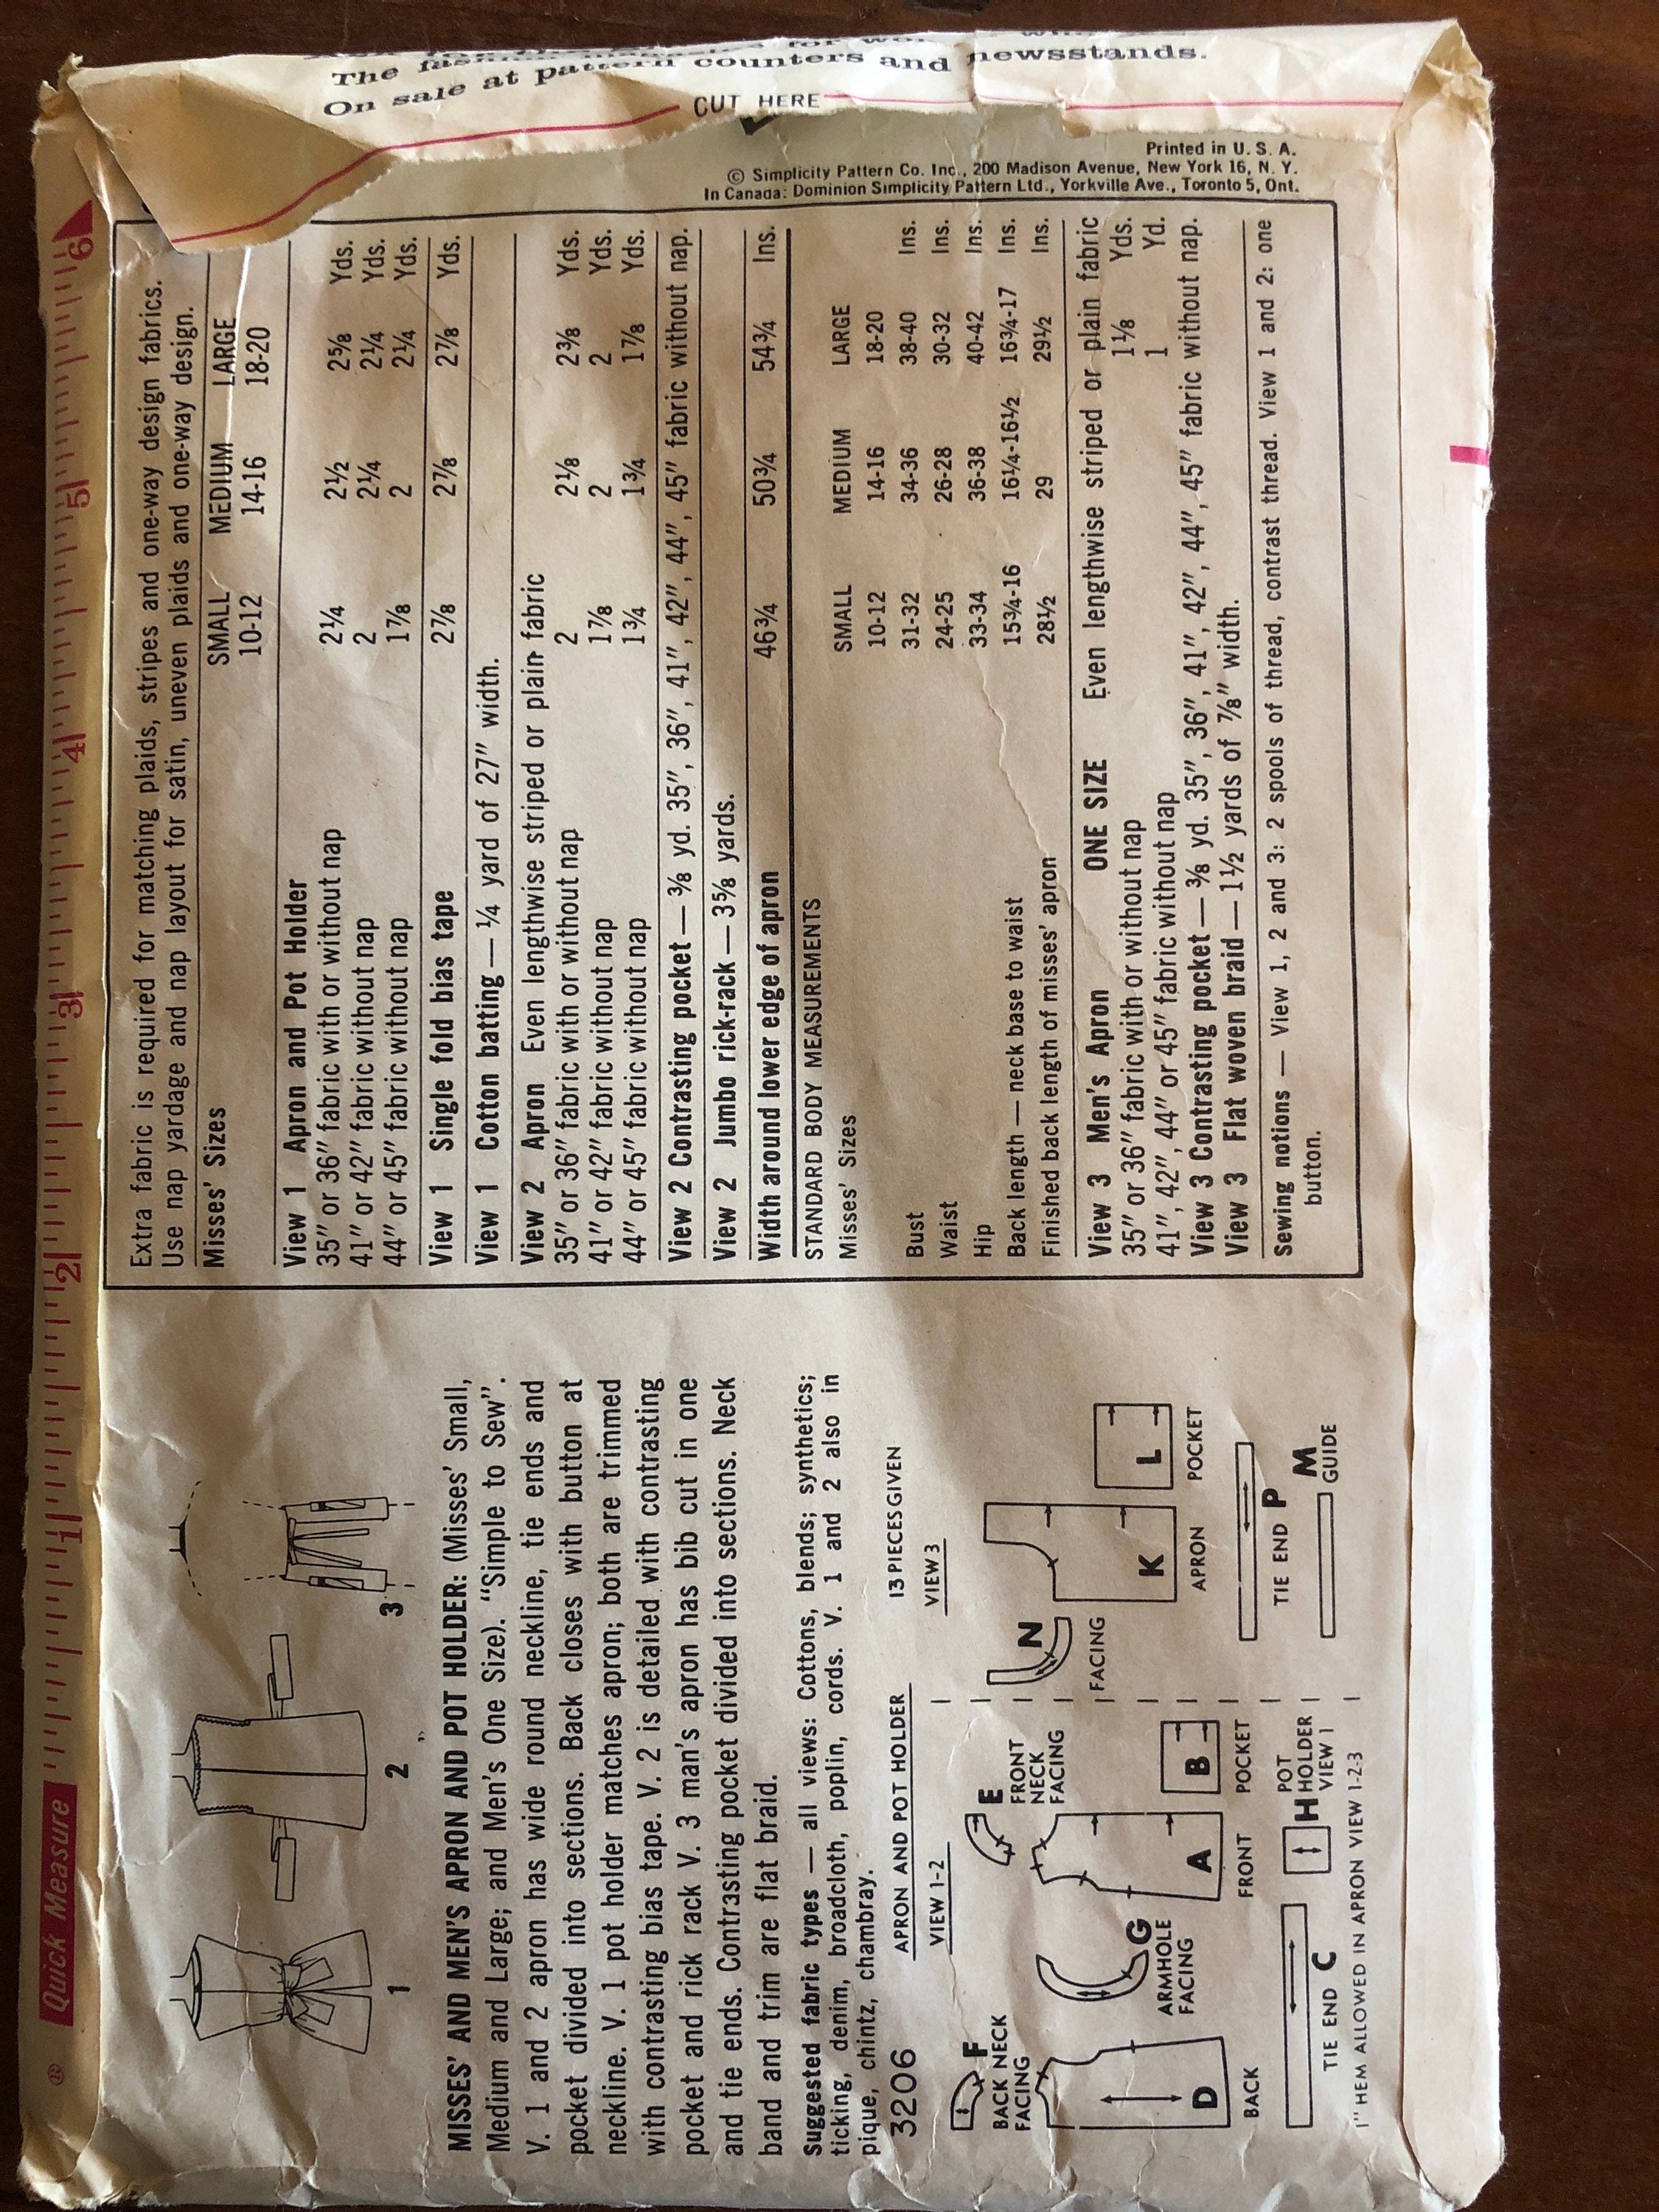 The fashion
On sale at pattern counters and newsstands.
CUT HERE
® Quick Measure 1 2 3 4 5 6
1
2
3
MISSES' AND MEN'S APRON AND POT HOLDER: (Misses' Small,
Medium and Large; and Men's One Size). "Simple to Sew".
V. 1 and 2 apron has wide round neckline, tie ends and
pocket divided into sections. Back closes with button at
neckline. V. 1 pot holder matches apron; both are trimmed
with contrasting bias tape. V. 2 is detailed with contrasting
pocket and rick rack V. 3 man's apron has bib cut in one
and tie ends. Contrasting pocket divided into sections. Neck
band and trim are flat braid.
Suggested fabric types — all views: Cottons, blends; synthetics;
ticking, denim, broadcloth, poplin, cords. V. 1 and 2 also in
pique, chintz, chambray.
3206
APRON AND POT HOLDER
13 PIECES GIVEN
VIEW 1-2
VIEW 3
F
BACK NECK
FACING
D
BACK
G
ARMHOLE
FACING
E
FRONT
NECK
FACING
A
FRONT
B
POCKET
TIE END C
H
POT
HOLDER
VIEW 1
N
FACING
K
APRON
L
POCKET
TIE END P
M
GUIDE
1" HEM ALLOWED IN APRON VIEW 1-2-3
Printed in U. S. A.
© Simplicity Pattern Co. Inc., 200 Madison Avenue, New York 16, N. Y.
In Canada: Dominion Simplicity Pattern Ltd., Yorkville Ave., Toronto 5, Ont.
Extra fabric is required for matching plaids, stripes and one-way design fabrics.
Use nap yardage and nap layout for satin, uneven plaids and one-way design.
Misses' Sizes SMALL MEDIUM LARGE
10-12 14-16 18-20
View 1 Apron and Pot Holder
35" or 36" fabric with or without nap 2¼ 2½ 2⅝ Yds.
41" or 42" fabric without nap 2 2¼ 2¼ Yds.
44" or 45" fabric without nap 1⅞ 2 2¼ Yds.
View 1 Single fold bias tape 2⅞ 2⅞ 2⅞ Yds.
View 1 Cotton batting — ¼ yard of 27" width.
View 2 Apron Even lengthwise striped or plain fabric
35" or 36" fabric with or without nap 2 2⅛ 2⅜ Yds.
41" or 42" fabric without nap 1⅞ 2 2 Yds.
44" or 45" fabric without nap 1¾ 1¾ 1⅞ Yds.
View 2 Contrasting pocket — ⅜ yd. 35", 36", 41", 42", 44", 45" fabric without nap.
View 2 Jumbo rick-rack — 3⅝ yards.
Width around lower edge of apron 46¾ 50¾ 54¾ Ins.
STANDARD BODY MEASUREMENTS
Misses' Sizes SMALL MEDIUM LARGE
10-12 14-16 18-20
Bust 31-32 34-36 38-40 Ins.
Waist 24-25 26-28 30-32 Ins.
Hip 33-34 36-38 40-42 Ins.
Back length — neck base to waist 15¾-16 16¼-16½ 16¾-17 Ins.
Finished back length of misses' apron 28½ 29 29½ Ins.
View 3 Men's Apron ONE SIZE Even lengthwise striped or plain fabric
35" or 36" fabric with or without nap 1⅛ Yds.
41", 42", 44" or 45" fabric without nap 1 Yd.
View 3 Contrasting pocket — ⅜ yd. 35", 36", 41", 42", 44", 45" fabric without nap.
View 3 Flat woven braid — 1½ yards of ⅞" width.
Sewing notions — View 1, 2 and 3: 2 spools of thread, contrast thread. View 1 and 2: one
button.